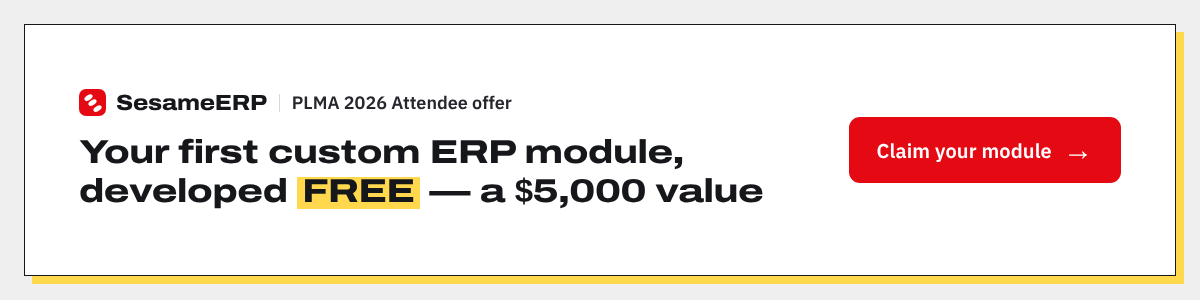 SesameERP PLMA 2026 Attendee offer
Your first custom ERP module,
developed FREE — a $5,000 value
Claim your module →